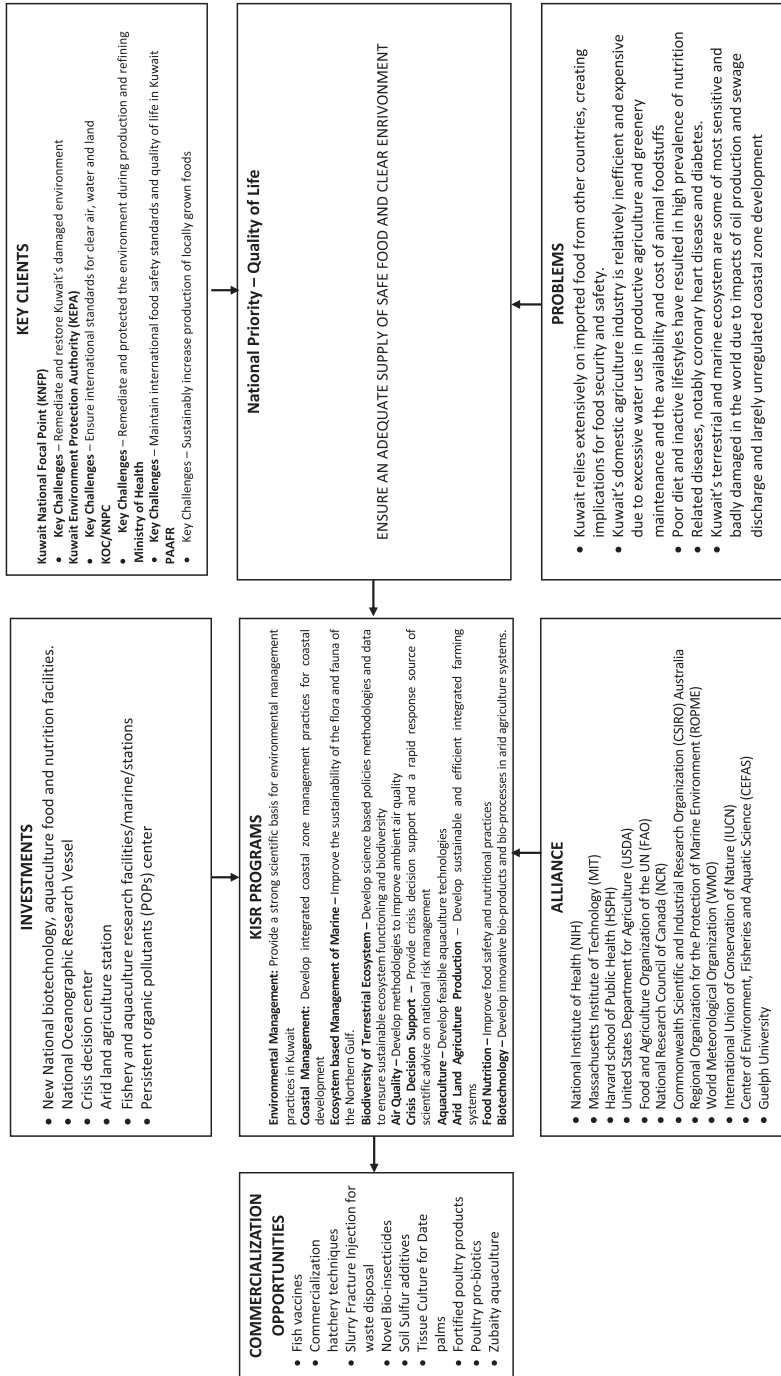 KEY CLIENTS
Kuwait National Focal Point (KNFP)
• Key Challenges – Remediate and restore Kuwait's damaged environment
Kuwait Environment Protection Authority (KEPA)
• Key Challenges – Ensure international standards for clear air, water and land
KOC/KNPC
• Key Challenges – Remediate and protected the environment during production and refining
Ministry of Health
• Key Challenges – Maintain international food safety standards and quality of life in Kuwait
PAAFR
• Key Challenges – Sustainably increase production of locally grown foods
National Priority – Quality of Life
ENSURE AN ADEQUATE SUPPLY OF SAFE FOOD AND CLEAR ENRIVONMENT
PROBLEMS
• Kuwait relies extensively on imported food from other countries, creating
implications for food security and safety.
• Kuwait's domestic agriculture industry is relatively inefficient and expensive
due to excessive water use in productive agriculture and greenery
maintenance and the availability and cost of animal foodstuffs
• Poor diet and inactive lifestyles have resulted in high prevalence of nutrition
• Related diseases, notably coronary heart disease and diabetes.
• Kuwait's terrestrial and marine ecosystem are some of most sensitive and
badly damaged in the world due to impacts of oil production and sewage
discharge and largely unregulated coastal zone development
INVESTMENTS
• New National biotechnology, aquaculture food and nutrition facilities.
• National Oceanographic Research Vessel
• Crisis decision center
• Arid land agriculture station
• Fishery and aquaculture research facilities/marine/stations
• Persistent organic pollutants (POPs) center
KISR PROGRAMS
Environmental Management: Provide a strong scientific basis for environmental management
practices in Kuwait
Coastal Management: Develop integrated coastal zone management practices for coastal
development
Ecosystem based Management of Marine – Improve the sustainability of the flora and fauna of
the Northern Gulf.
Biodiversity of Terrestrial Ecosystem – Develop science based policies methodologies and data
to ensure sustainable ecosystem functioning and biodiversity
Air Quality – Develop methodologies to improve ambient air quality
Crisis Decision Support – Provide crisis decision support and a rapid response source of
scientific advice on national risk management
Aquaculture – Develop feasible aquaculture technologies
Arid Land Agriculture Production – Develop sustainable and efficient integrated farming
systems
Food Nutrition – Improve food safety and nutritional practices
Biotechnology – Develop innovative bio-products and bio-processes in arid agriculture systems.
ALLIANCE
• National Institute of Health (NIH)
• Massachusetts Institute of Technology (MIT)
• Harvard school of Public Health (HSPH)
• United States Department for Agriculture (USDA)
• Food and Agriculture Organization of the UN (FAO)
• National Research Council of Canada (NCR)
• Commonwealth Scientific and Industrial Research Organization (CSIRO) Australia
• Regional Organization for the Protection of Marine Environment (ROPME)
• World Meteorological Organization (WMO)
• International Union of Conservation of Nature (IUCN)
• Center of Environment, Fisheries and Aquatic Science (CEFAS)
• Guelph University
COMMERCIALIZATION
OPPORTUNITIES
• Fish vaccines
• Commercialization
hatchery techniques
• Slurry Fracture Injection for
waste disposal
• Novel Bio-insecticides
• Soil Sulfur additives
• Tissue Culture for Date
palms
• Fortified poultry products
• Poultry pro-biotics
• Zubaity aquaculture